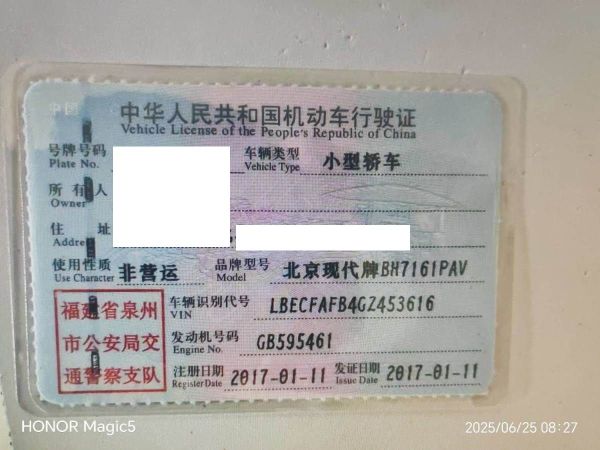 中国
中华人民共和国机动车行驶证
Vehicle License of the People's Republic of China
号牌号码 Plate No. 车辆类型 Vehicle Type 小型轿车
所有人 Owner
住址 Addre
使用性质 Use Character 非营运 品牌型号 Model 北京现代牌BH7161PAV
福建省泉州 车辆识别代号 VIN LBECFAFB4GZ453616
市公安局交 发动机号码 Engine No. GB595461
通警察支队 注册日期 Register Date 2017-01-11 发证日期 Issue Date 2017-01-11
HONOR Magic5 2025/06/25 08:27